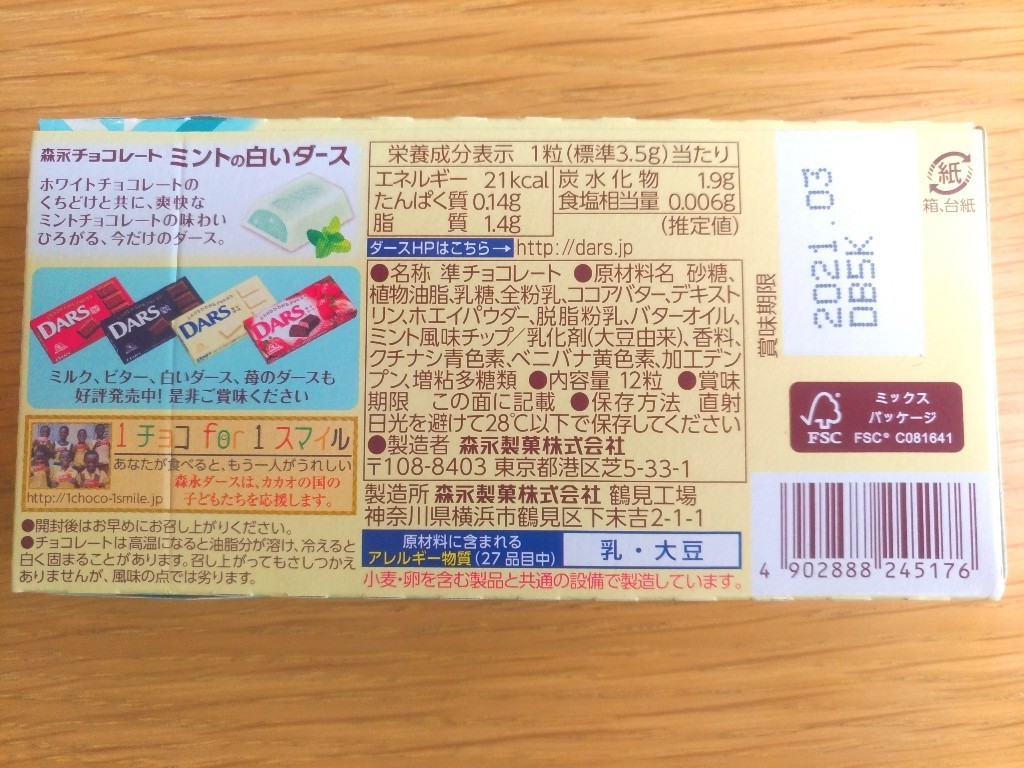 森永チョコレート ミントの白いダース
ホワイトチョコレートの
くちどけと共に、爽快な
ミントチョコレートの味わい
ひろがる、今だけのダース。
DARS
DARS
DARS
DARS
ミルク、ビター、白いダース、苺のダースも
好評発売中！是非ご賞味ください
1 チョコ for 1 スマイル
あなたが食べると、もう一人がうれしい
森永ダースは、カカオの国の
子どもたちを応援します。
http://1choco-1smile.jp
●開封後はお早めにお召し上がりください。
●チョコレートは高温になると油脂分が溶け、冷えると
白く固まることがあります。召し上がってもさしつかえ
ありませんが、風味の点では劣ります。
栄養成分表示 1粒(標準3.5g)当たり
エネルギー 21kcal
たんぱく質 0.14g
脂質 1.4g
炭水化物 1.9g
食塩相当量 0.006g
(推定値)
ダースHPはこちら→ http://dars.jp
●名称 準チョコレート ●原材料名 砂糖、
植物油脂、乳糖、全粉乳、ココアバター、デキスト
リン、ホエイパウダー、脱脂粉乳、バターオイル、
ミント風味チップ/乳化剤(大豆由来)、香料、
クチナシ青色素、ベニバナ黄色素、加工デン
プン、増粘多糖類 ●内容量 12粒 ●賞味
期限 この面に記載 ●保存方法 直射
日光を避けて28℃以下で保存してください
●製造者 森永製菓株式会社
〒108-8403 東京都港区芝5-33-1
製造所 森永製菓株式会社 鶴見工場
神奈川県横浜市鶴見区下末吉2-1-1
原材料に含まれる
アレルギー物質(27品目中)
乳・大豆
小麦・卵を含む製品と共通の設備で製造しています。
賞味期限
2021.03
DB5K
紙
箱、台紙
FSC
ミックス
パッケージ
FSC® C081641
4 902888 245176